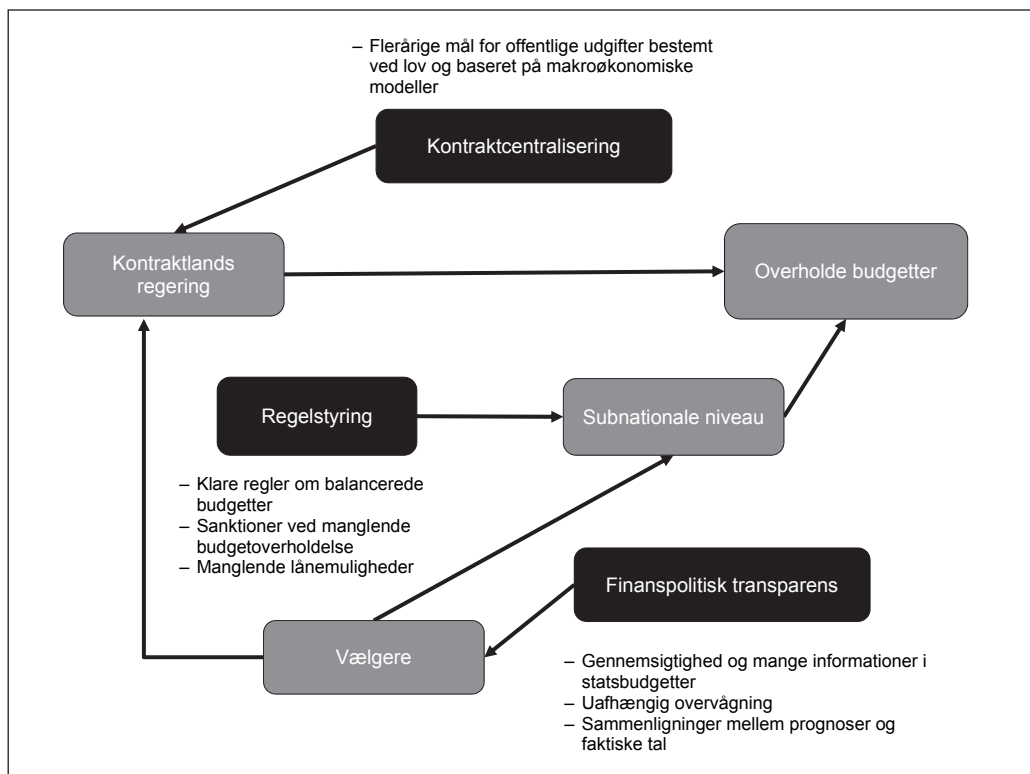 – Flerårige mål for offentlige udgifter bestemt
ved lov og baseret på makroøkonomiske
modeller
Kontraktcentralisering
Kontraktlands
regering
Overholde budgetter
Regelstyring
Subnationale niveau
– Klare regler om balancerede
budgetter
– Sanktioner ved manglende
budgetoverholdelse
– Manglende lånemuligheder
Finanspolitisk transparens
Vælgere
– Gennemsigtighed og mange informationer i
statsbudgetter
– Uafhængig overvågning
– Sammenligninger mellem prognoser og
faktiske tal